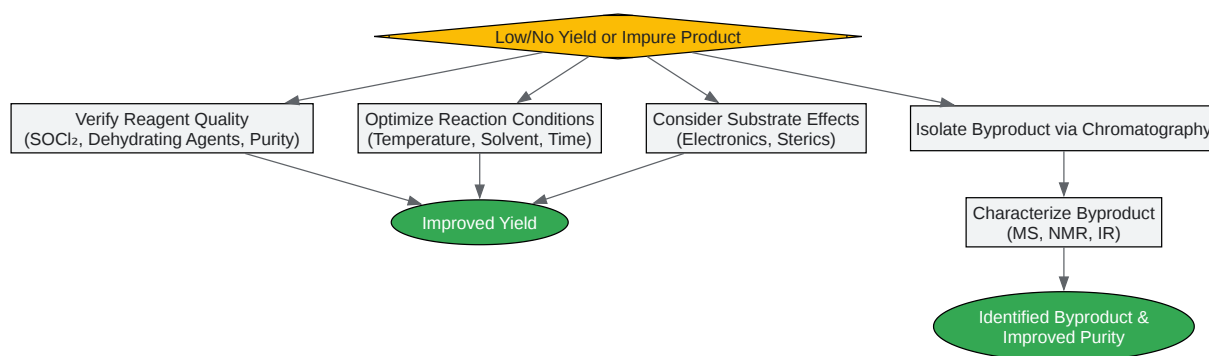 Low/No Yield or Impure Product
Verify Reagent Quality
(SOCl₂, Dehydrating Agents, Purity)
Optimize Reaction Conditions
(Temperature, Solvent, Time)
Consider Substrate Effects
(Electronics, Sterics)
Isolate Byproduct via Chromatography
Improved Yield
Characterize Byproduct
(MS, NMR, IR)
Identified Byproduct &
Improved Purity